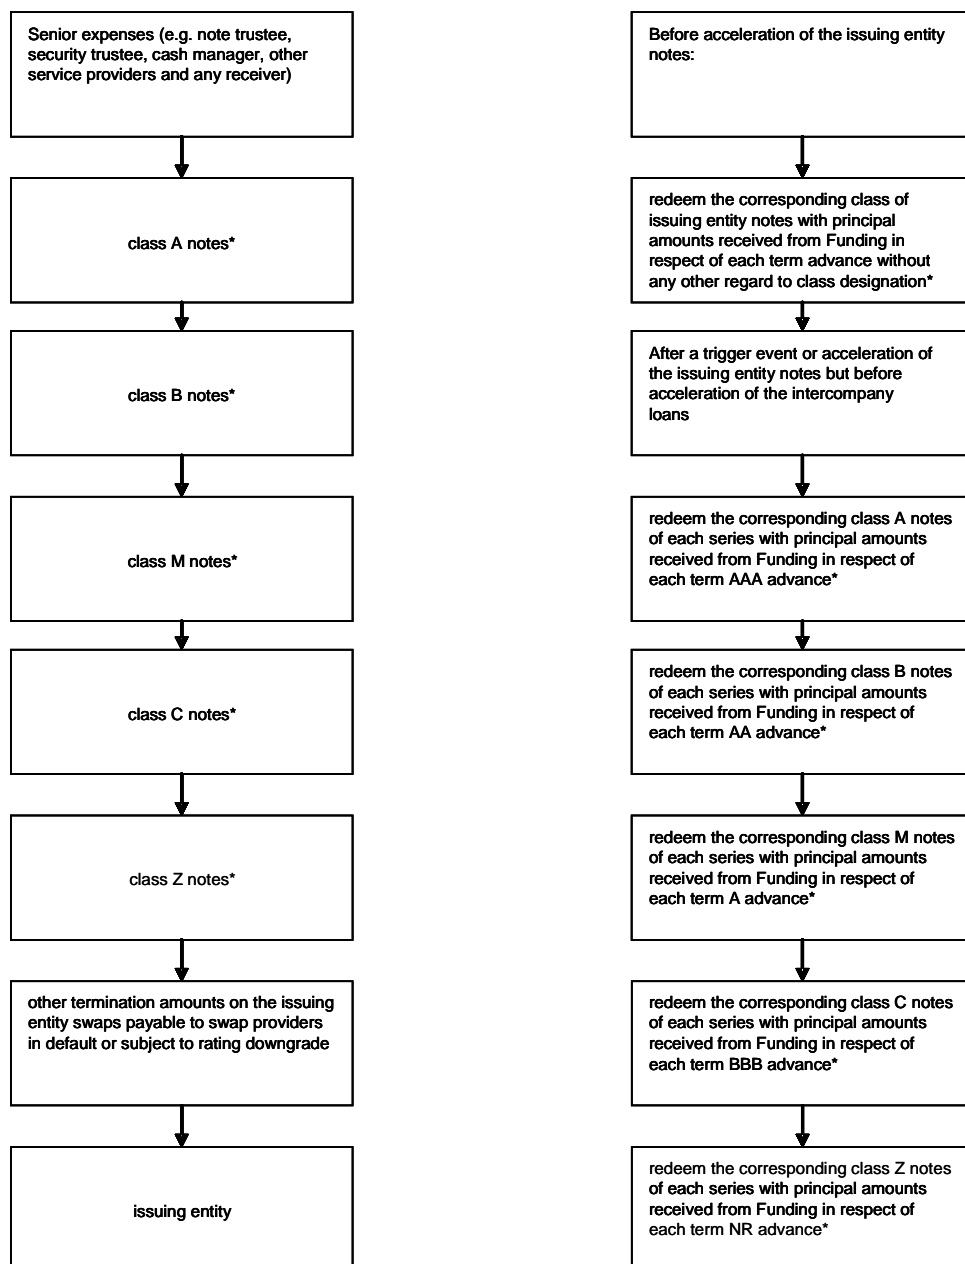 Senior expenses (e.g. note trustee,
security trustee, cash manager, other
service providers and any receiver)
class A notes*
class B notes*
class M notes*
class C notes*
class Z notes*
other termination amounts on the issuing
entity swaps payable to swap providers
in default or subject to rating downgrade
issuing entity
Before acceleration of the issuing entity
notes:
redeem the corresponding class of
issuing entity notes with principal
amounts received from Funding in
respect of each term advance without
any other regard to class designation*
After a trigger event or acceleration of
the issuing entity notes but before
acceleration of the intercompany
loans
redeem the corresponding class A notes
of each series with principal amounts
received from Funding in respect of
each term AAA advance*
redeem the corresponding class B notes
of each series with principal amounts
received from Funding in respect of
each term AA advance*
redeem the corresponding class M notes
of each series with principal amounts
received from Funding in respect of
each term A advance*
redeem the corresponding class C notes
of each series with principal amounts
received from Funding in respect of
each term BBB advance*
redeem the corresponding class Z notes
of each series with principal amounts
received from Funding in respect of
each term NR advance*